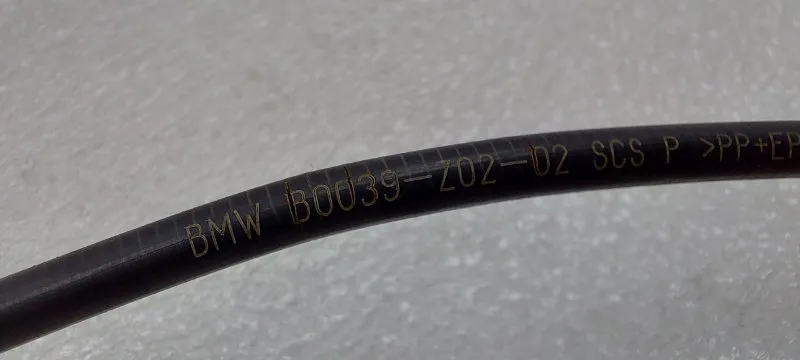 BMW B0039-Z02-02 SCS P >PP+EP